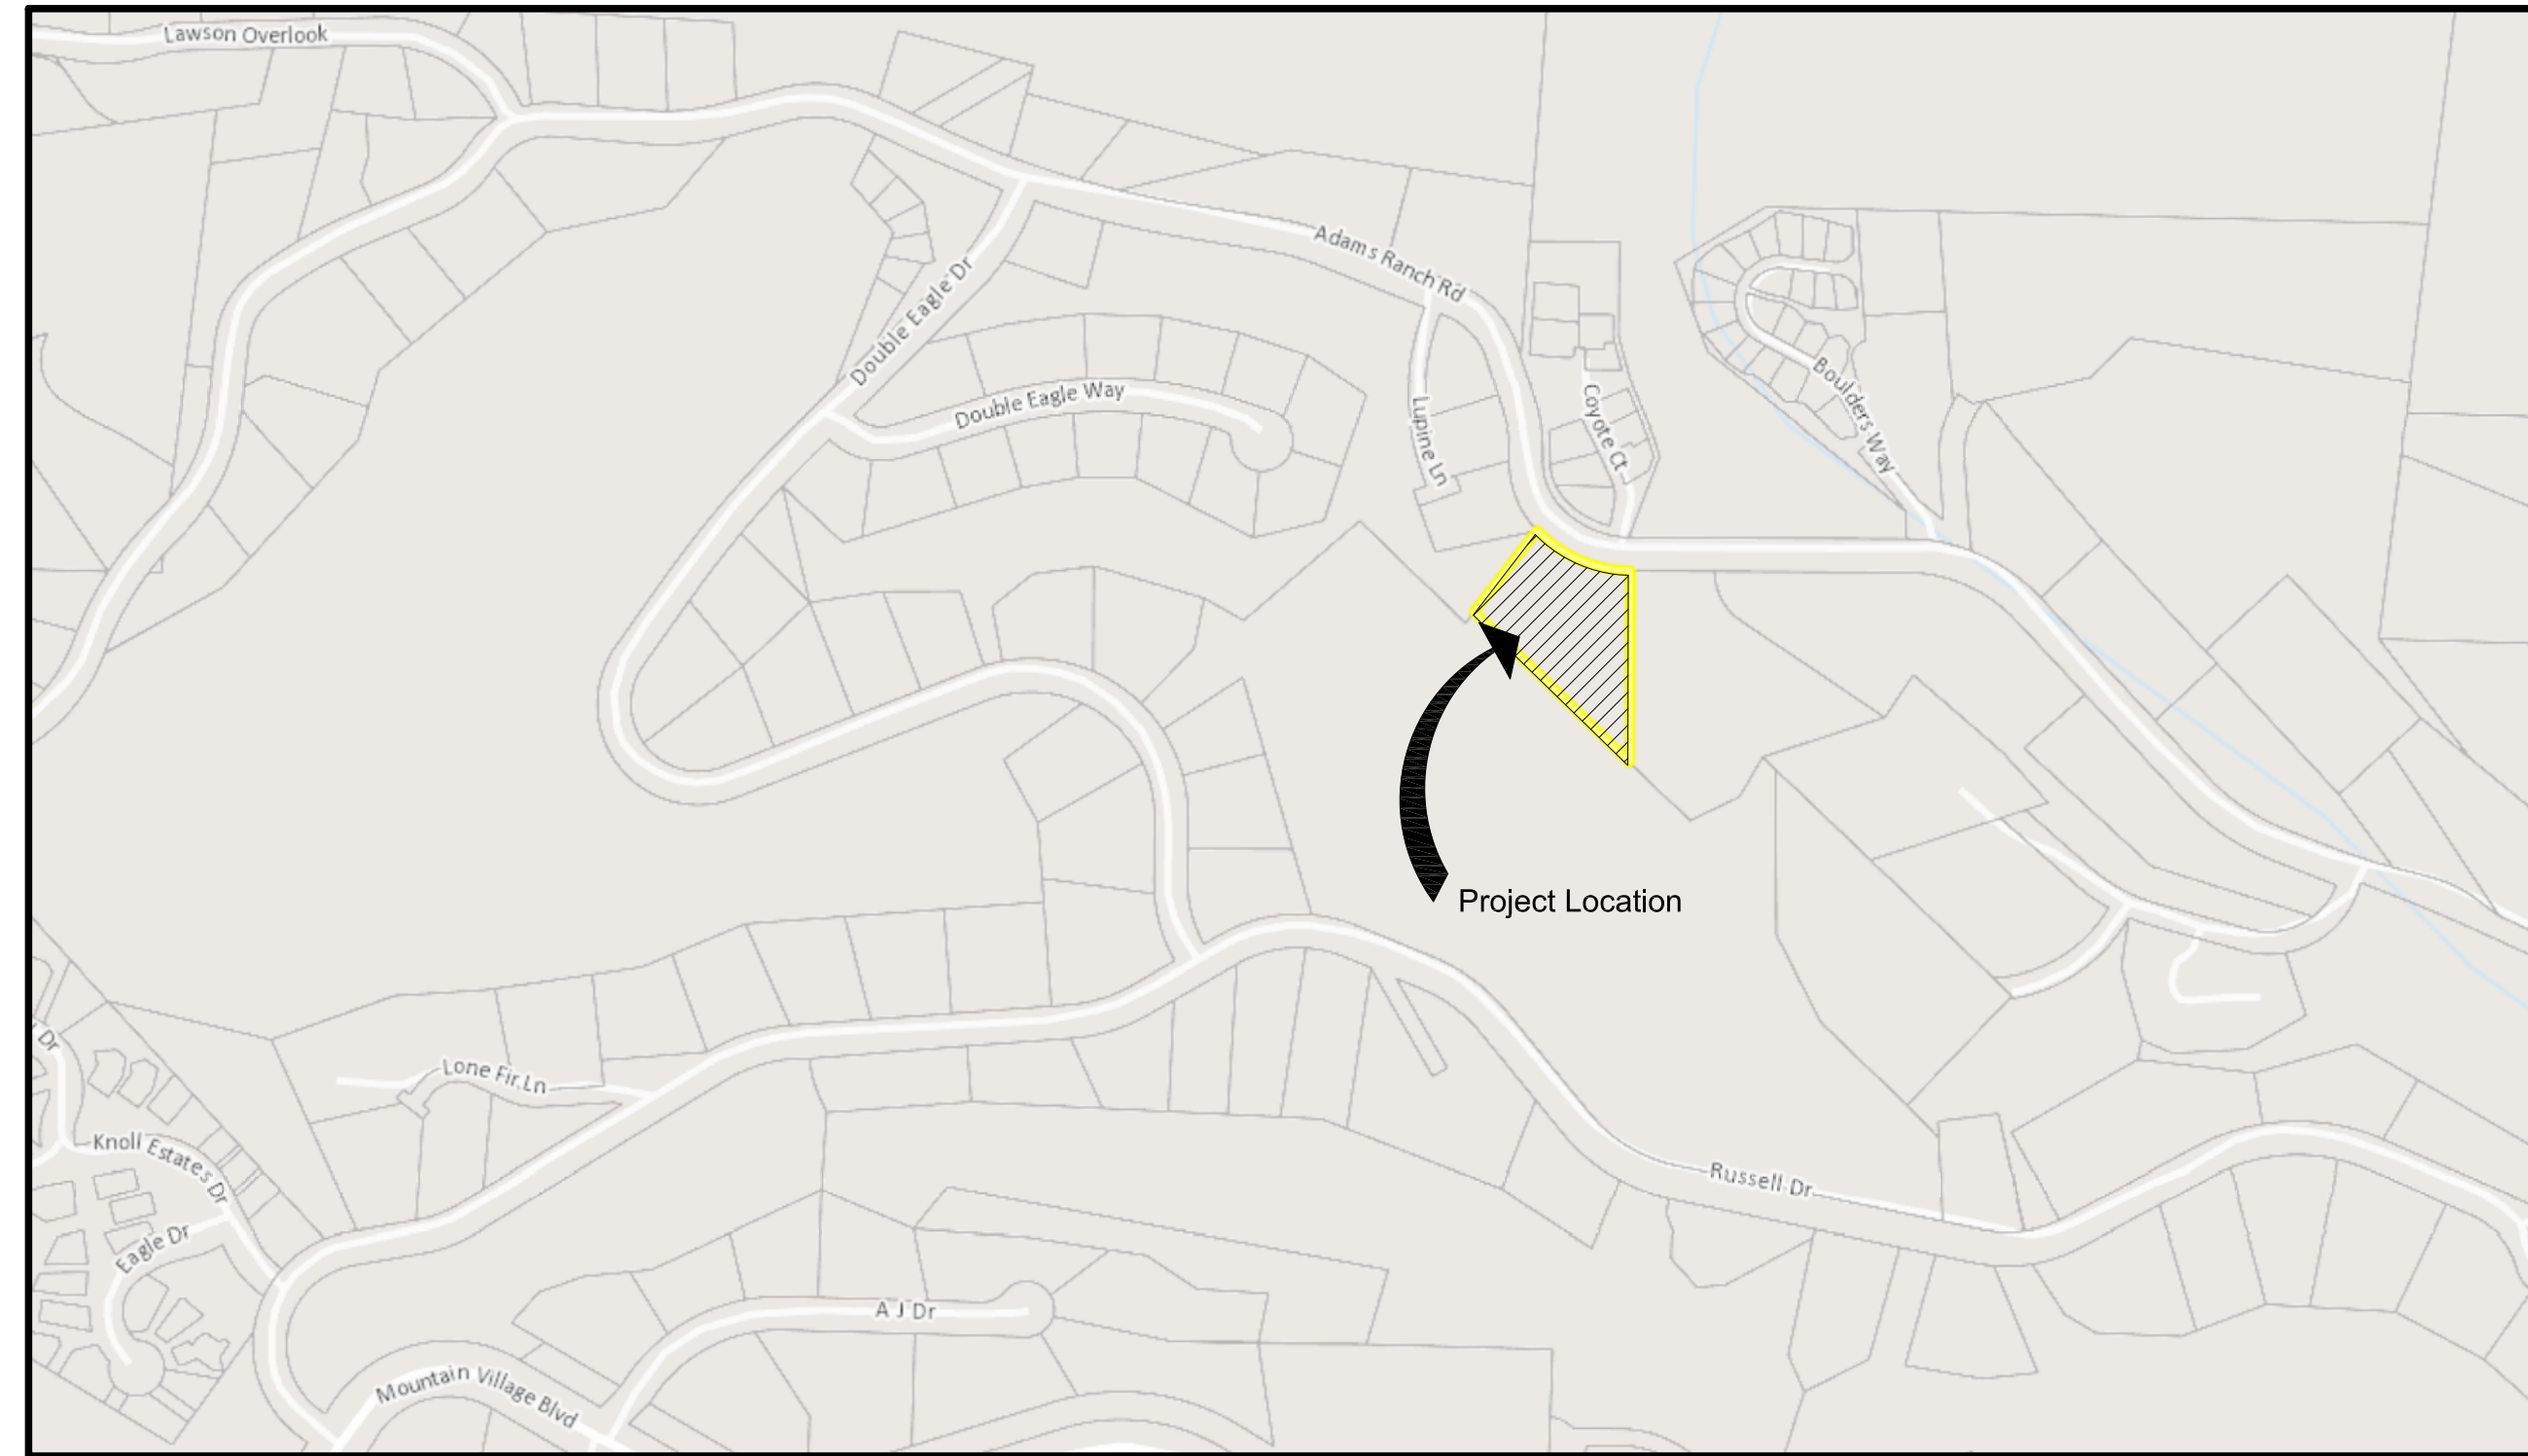 Lawson Overlook
Adams Ranch Rd
Double Eagle Dr
Double Eagle Way
Lupine Ln
Coyote Ct
Boulders Way
Project Location
Dr
Lone Fir Ln
Knoll Estates Dr
Eagle Dr
Russell Dr
A J Dr
Mountain Village Blvd